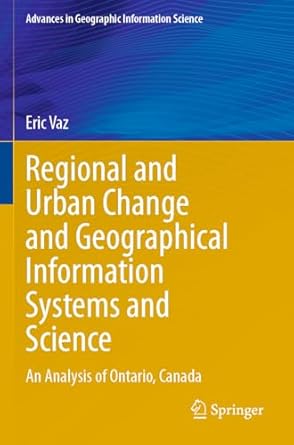 Advances in Geographic Information Science
Eric Vaz
Regional and
Urban Change
and Geographical
Information
Systems and
Science
An Analysis of Ontario, Canada
Springer